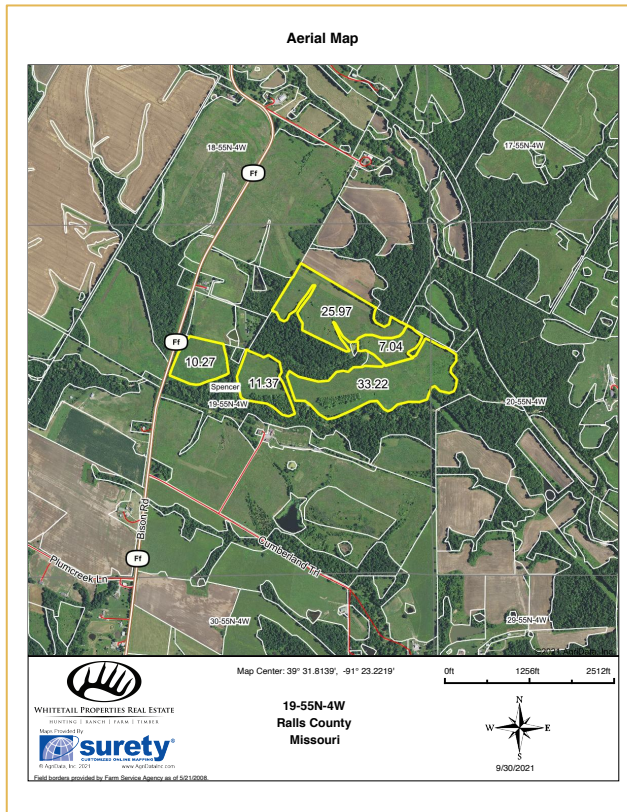 Aerial Map
18-55N-4W
17-55N-4W
Ff
25.97
7.04
Ff
10.27
11.37
33.22
Spencer
19-55N-4W
20-55N-4W
Bison Rd
Cumberland Trl
Ff
Plumcreek Ln
30-55N-4W
29-55N-4W
©2021 AgriData, Inc.
Map Center: 39° 31.8139', -91° 23.2219'
0ft 1256ft 2512ft
WHITETAIL PROPERTIES REAL ESTATE
HUNTING | RANCH | FARM | TIMBER
Maps Provided By:
surety®
CUSTOMIZED ONLINE MAPPING
© AgriData, Inc. 2021 www.AgriDataInc.com
19-55N-4W
Ralls County
Missouri
N
W E
S
9/30/2021
Field borders provided by Farm Service Agency as of 5/21/2008.